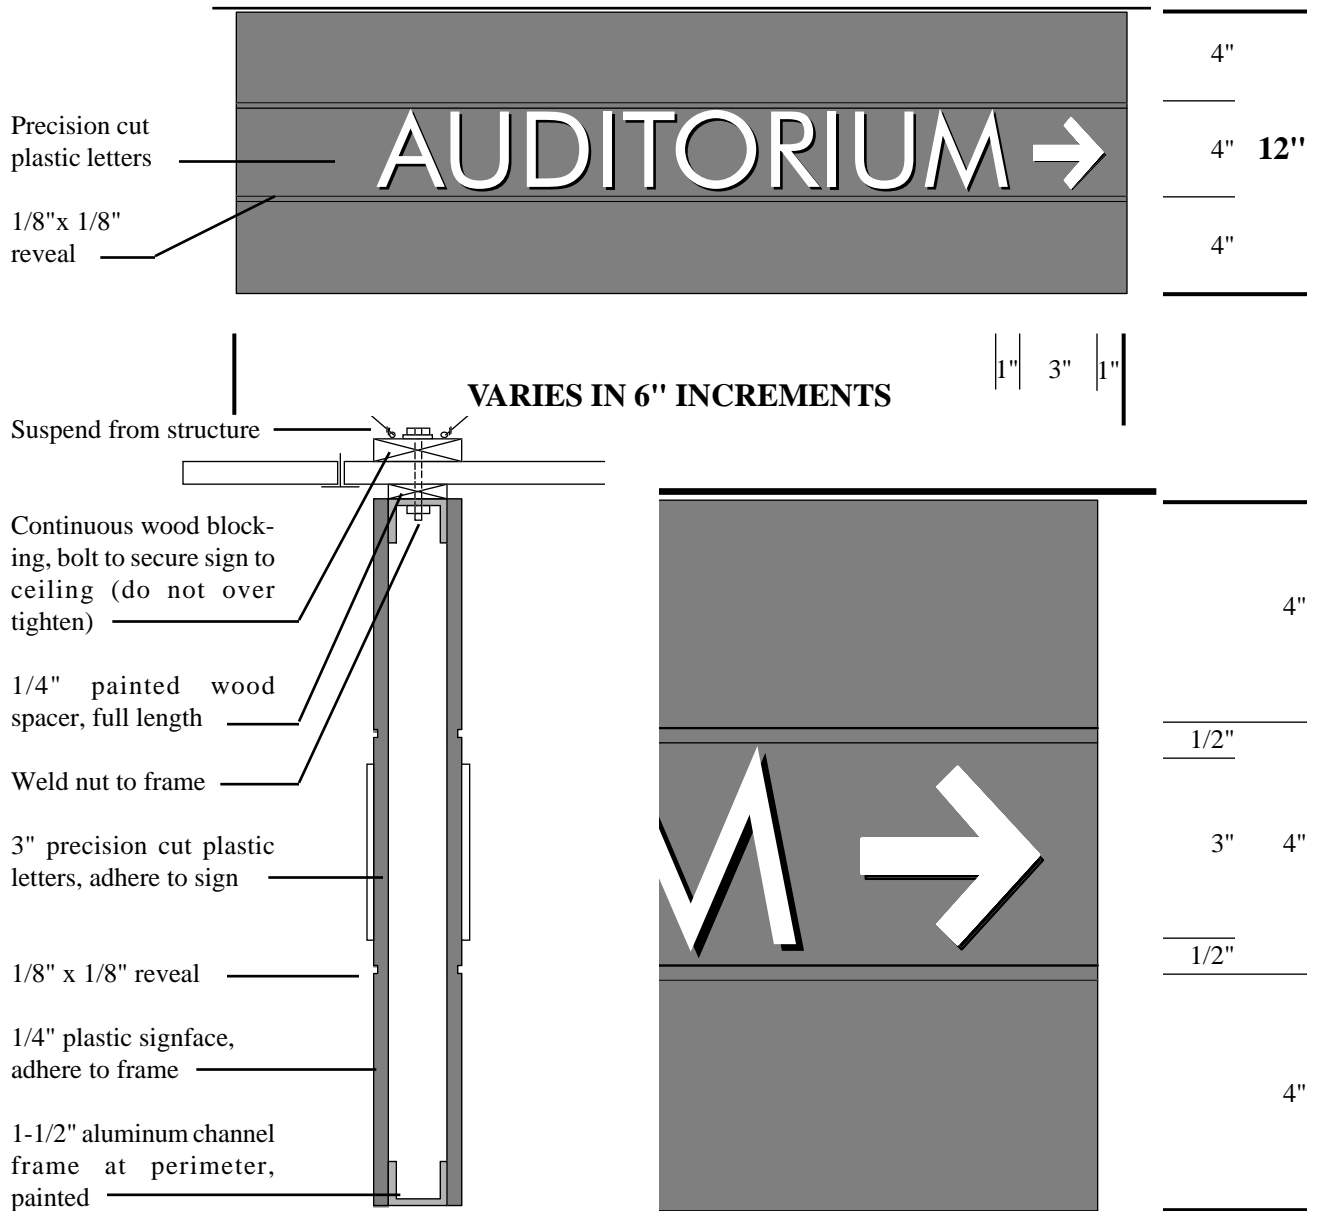 4"
Precision cut
plastic letters
AUDITORIUM
4" 12"
1/8"x 1/8"
reveal
4"
1" 3" 1"
VARIES IN 6" INCREMENTS
Suspend from structure
Continuous wood block-
ing, bolt to secure sign to
ceiling (do not over
tighten)
1/4" painted wood
spacer, full length
Weld nut to frame
3" precision cut plastic
letters, adhere to sign
1/8" x 1/8" reveal
1/4" plastic signface,
adhere to frame
1-1/2" aluminum channel
frame at perimeter,
painted
M
4"
1/2"
3" 4"
1/2"
4"